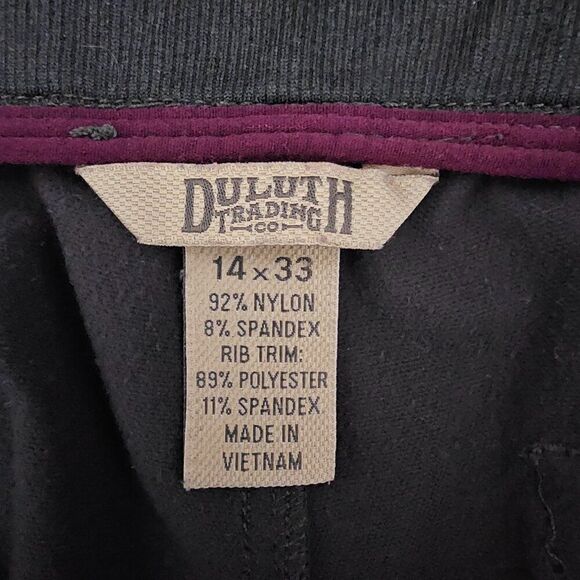 DULUTH
TRADING
CO
14 x 33
92% NYLON
8% SPANDEX
RIB TRIM:
89% POLYESTER
11% SPANDEX
MADE IN
VIETNAM